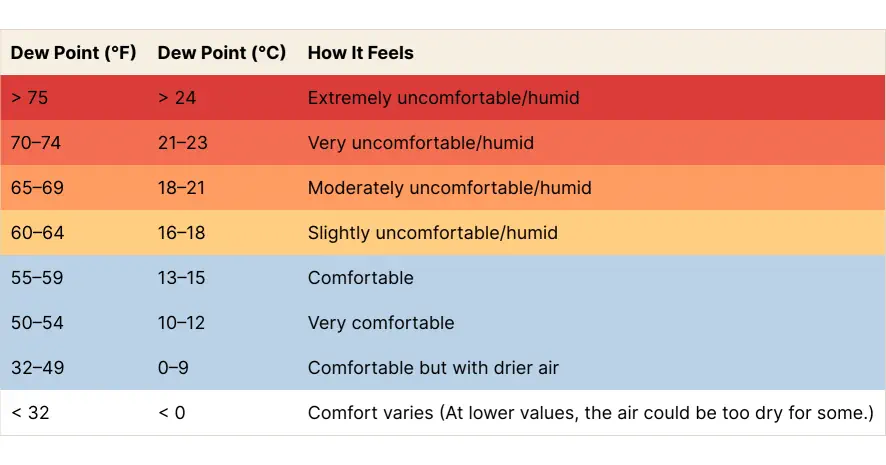 Dew Point (°F) Dew Point (°C) How It Feels
> 75 > 24 Extremely uncomfortable/humid
70–74 21–23 Very uncomfortable/humid
65–69 18–21 Moderately uncomfortable/humid
60–64 16–18 Slightly uncomfortable/humid
55–59 13–15 Comfortable
50–54 10–12 Very comfortable
32–49 0–9 Comfortable but with drier air
< 32 < 0 Comfort varies (At lower values, the air could be too dry for some.)